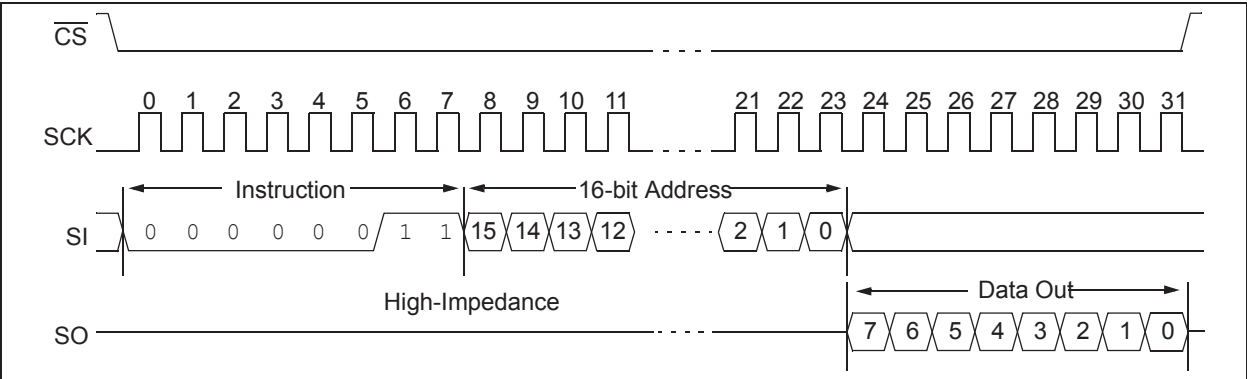 CS
0 1 2 3 4 5 6 7 8 9 10 11 21 22 23 24 25 26 27 28 29 30 31
SCK
Instruction 16-bit Address
SI 0 0 0 0 0 0 1 1 15 14 13 12 2 1 0
High-Impedance Data Out
SO 7 6 5 4 3 2 1 0